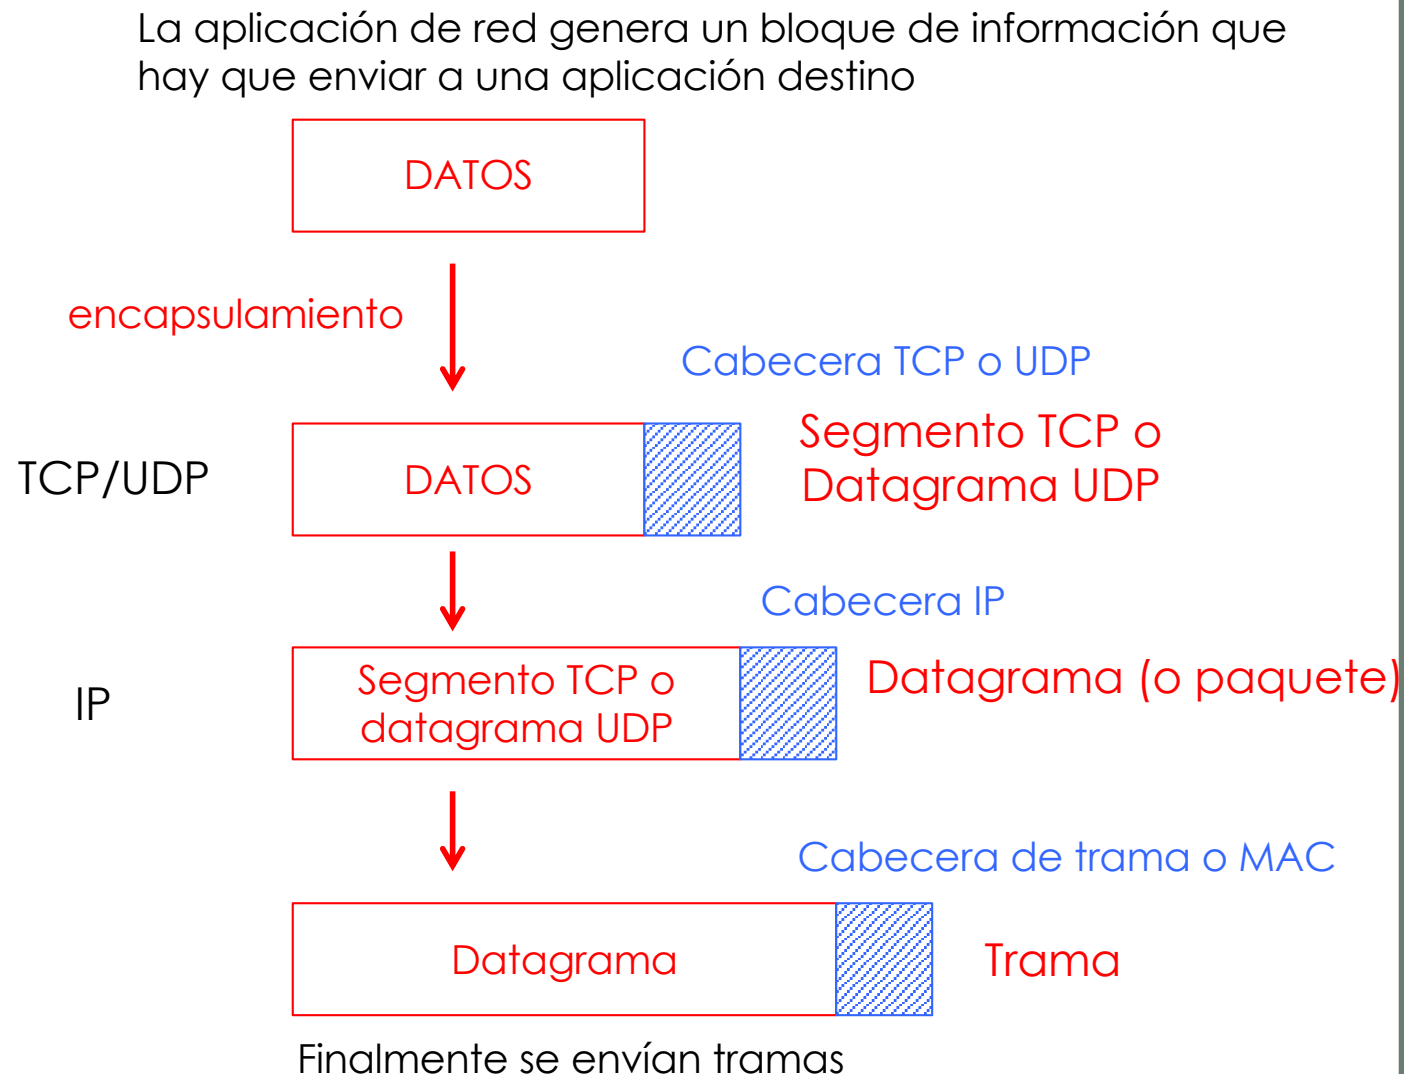 La aplicación de red genera un bloque de información que
hay que enviar a una aplicación destino
DATOS
encapsulamiento
Cabecera TCP o UDP
Segmento TCP o
Datagrama UDP
TCP/UDP
DATOS
Cabecera IP
Datagrama (o paquete)
IP
Segmento TCP o
datagrama UDP
Cabecera de trama o MAC
Datagrama
Trama
Finalmente se envían tramas